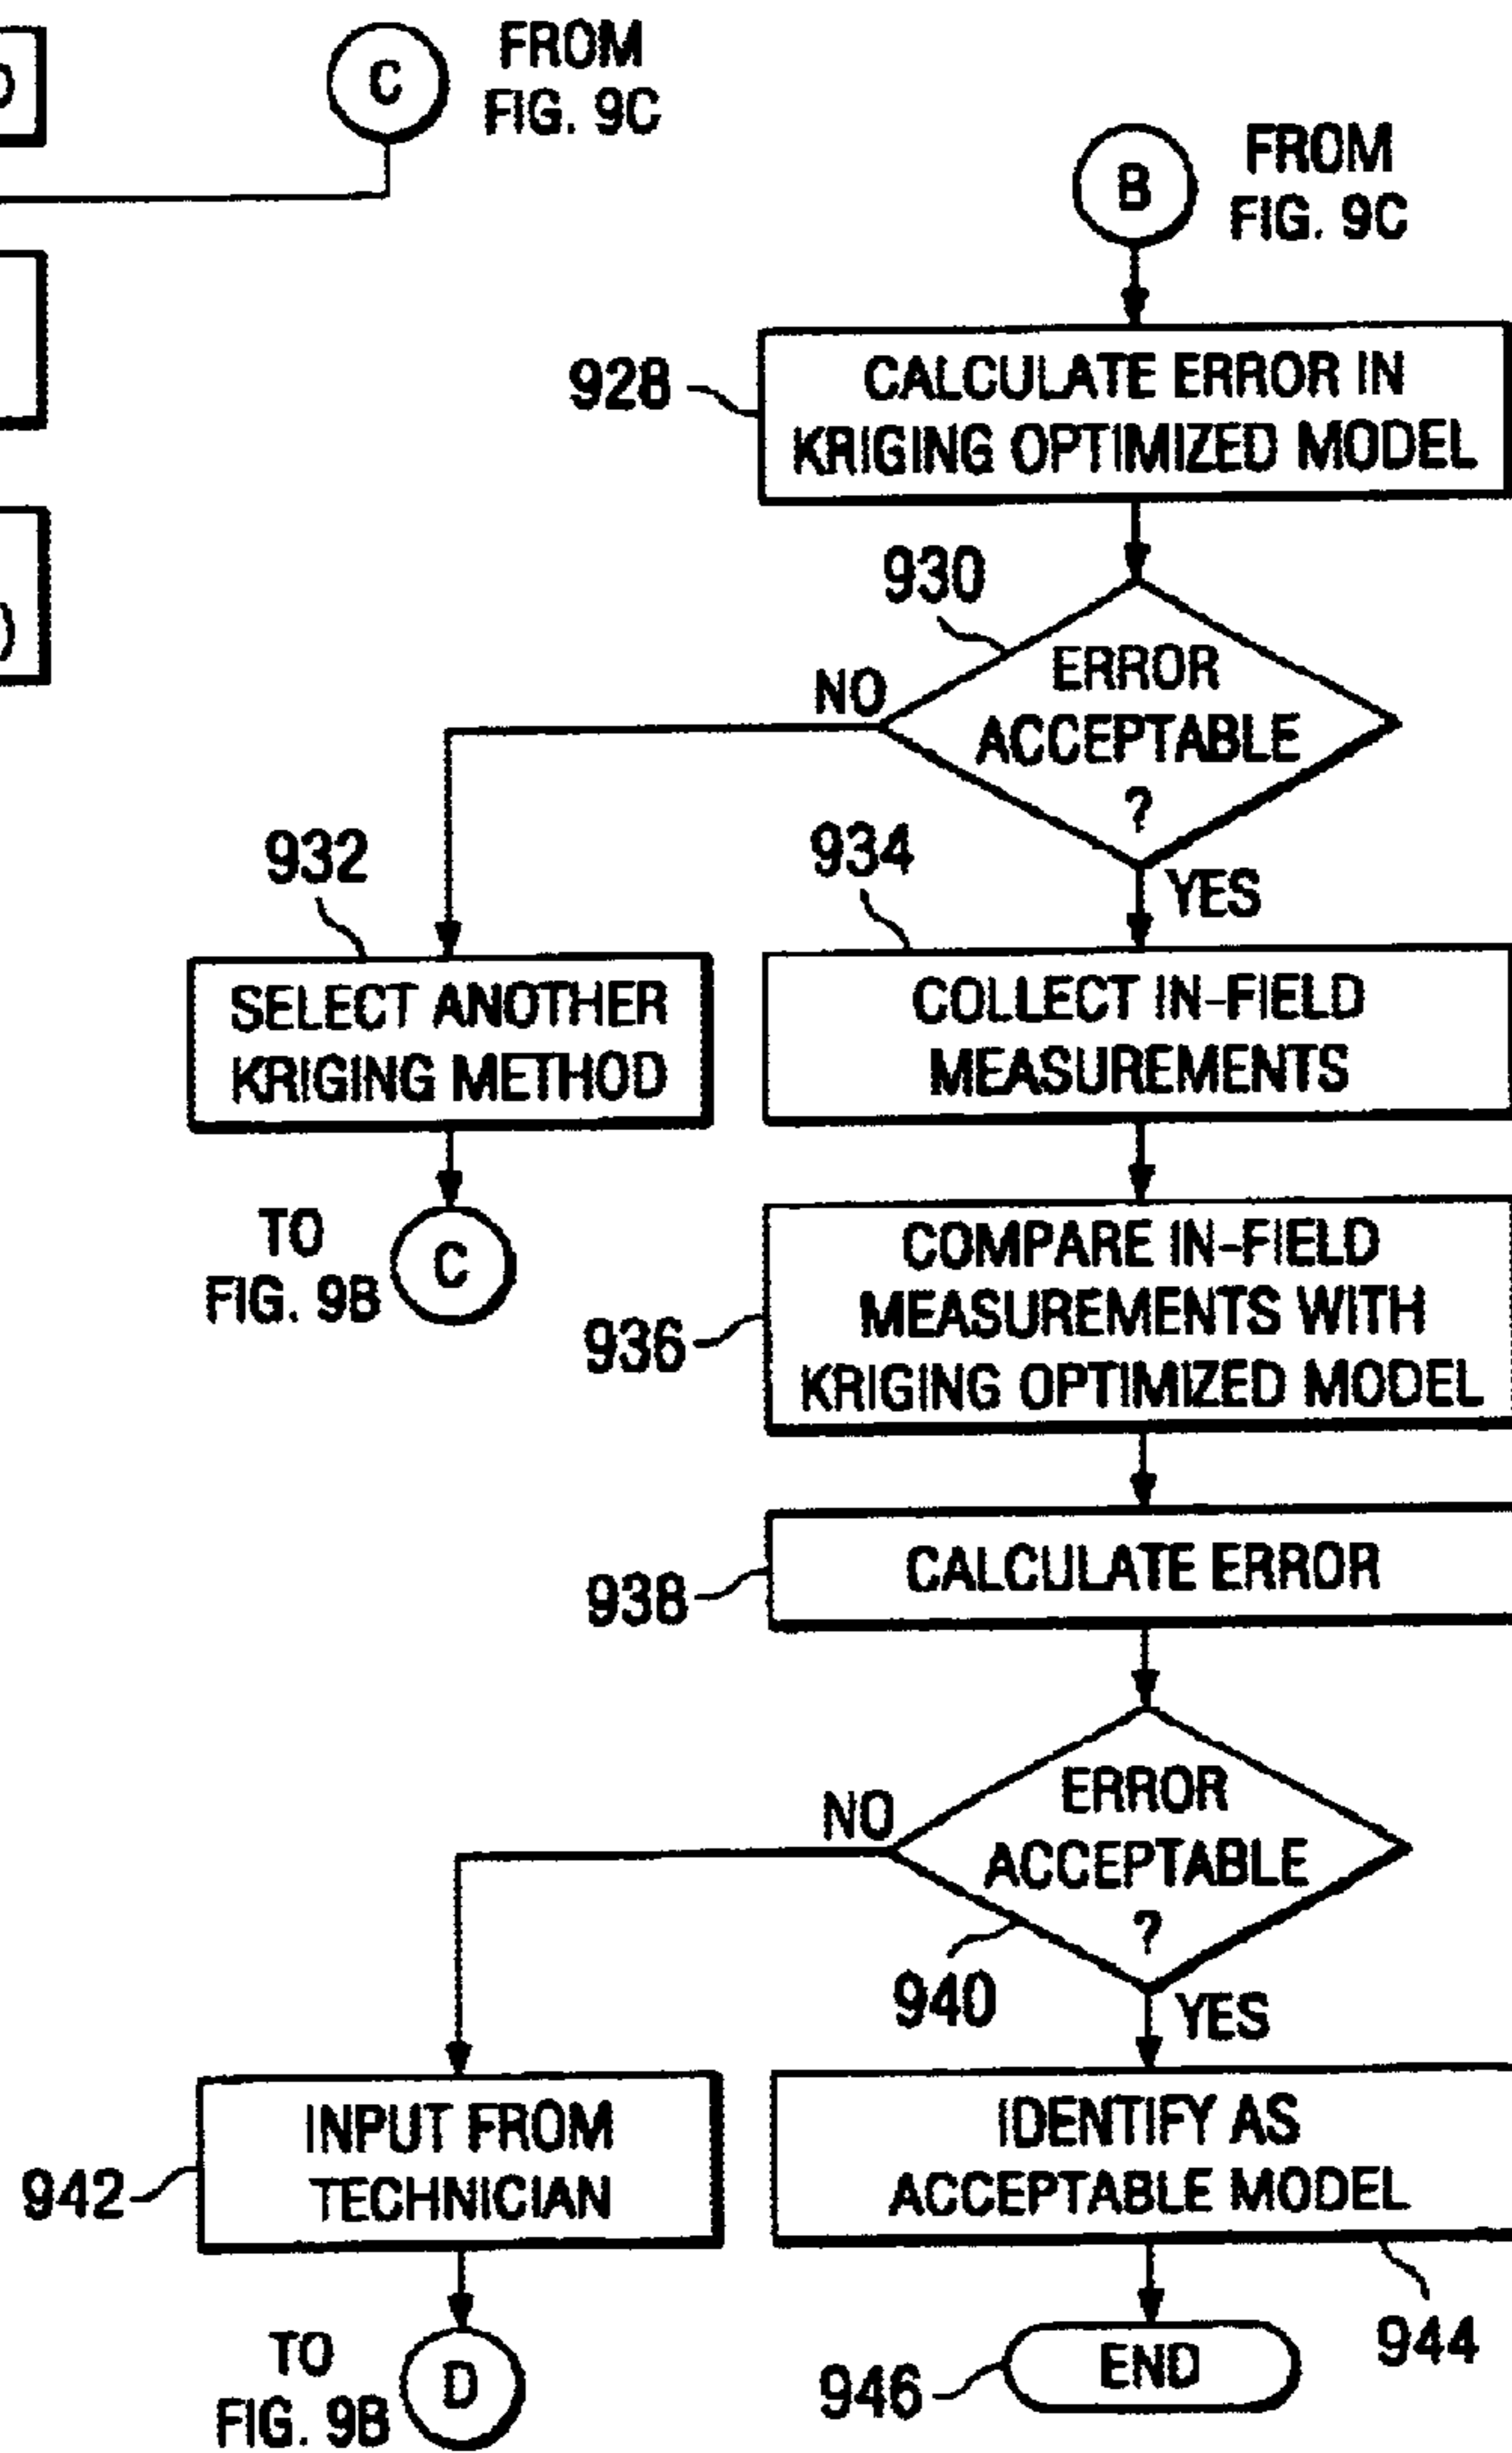 C
FROM
FIG. 9C
B
FROM
FIG. 9C
928
CALCULATE ERROR IN
KRIGING OPTIMIZED MODEL
930
ERROR
ACCEPTABLE
?
NO
YES
932
SELECT ANOTHER
KRIGING METHOD
934
COLLECT IN-FIELD
MEASUREMENTS
TO
FIG. 9B
C
936
COMPARE IN-FIELD
MEASUREMENTS WITH
KRIGING OPTIMIZED MODEL
938
CALCULATE ERROR
ERROR
ACCEPTABLE
?
NO
940
YES
942
INPUT FROM
TECHNICIAN
IDENTIFY AS
ACCEPTABLE MODEL
944
TO
FIG. 9B
D
946
END